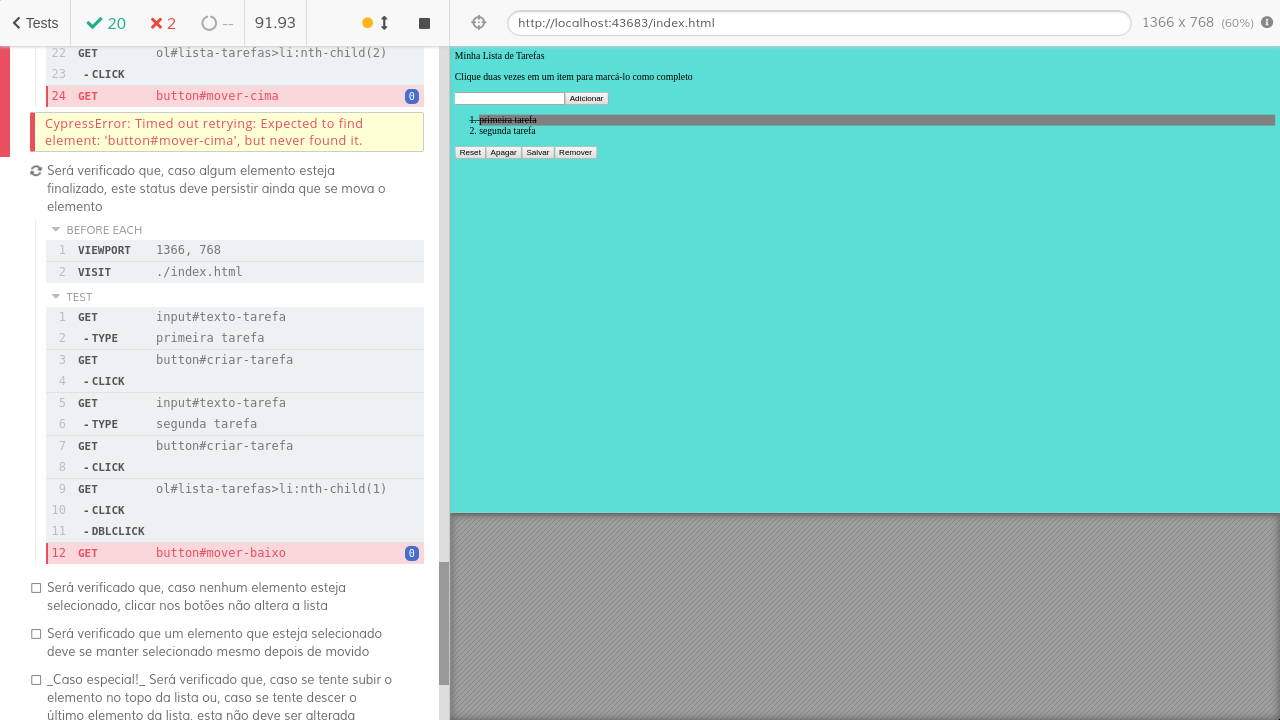 Tests
20
2
--
91.93
http://localhost:43683/index.html
1366 x 768 (60%)
22 GET ol#lista-tarefas>li:nth-child(2)
23 - CLICK
24 GET button#mover-cima 0
CypressError: Timed out retrying: Expected to find
element: 'button#mover-cima', but never found it.
Será verificado que, caso algum elemento esteja
finalizado, este status deve persistir ainda que se mova o
elemento
BEFORE EACH
1 VIEWPORT 1366, 768
2 VISIT ./index.html
TEST
1 GET input#texto-tarefa
2 - TYPE primeira tarefa
3 GET button#criar-tarefa
4 - CLICK
5 GET input#texto-tarefa
6 - TYPE segunda tarefa
7 GET button#criar-tarefa
8 - CLICK
9 GET ol#lista-tarefas>li:nth-child(1)
10 - CLICK
11 - DBLCLICK
12 GET button#mover-baixo 0
Será verificado que, caso nenhum elemento esteja
selecionado, clicar nos botões não altera a lista
Será verificado que um elemento que esteja selecionado
deve se manter selecionado mesmo depois de movido
_Caso especial!_ Será verificado que, caso se tente subir o
elemento no topo da lista ou, caso se tente descer o
último elemento da lista, esta não deve ser alterada
Minha Lista de Tarefas
Clique duas vezes em um item para marcá-lo como completo
Adicionar
1. primeira tarefa
2. segunda tarefa
Reset Apagar Salvar Remover